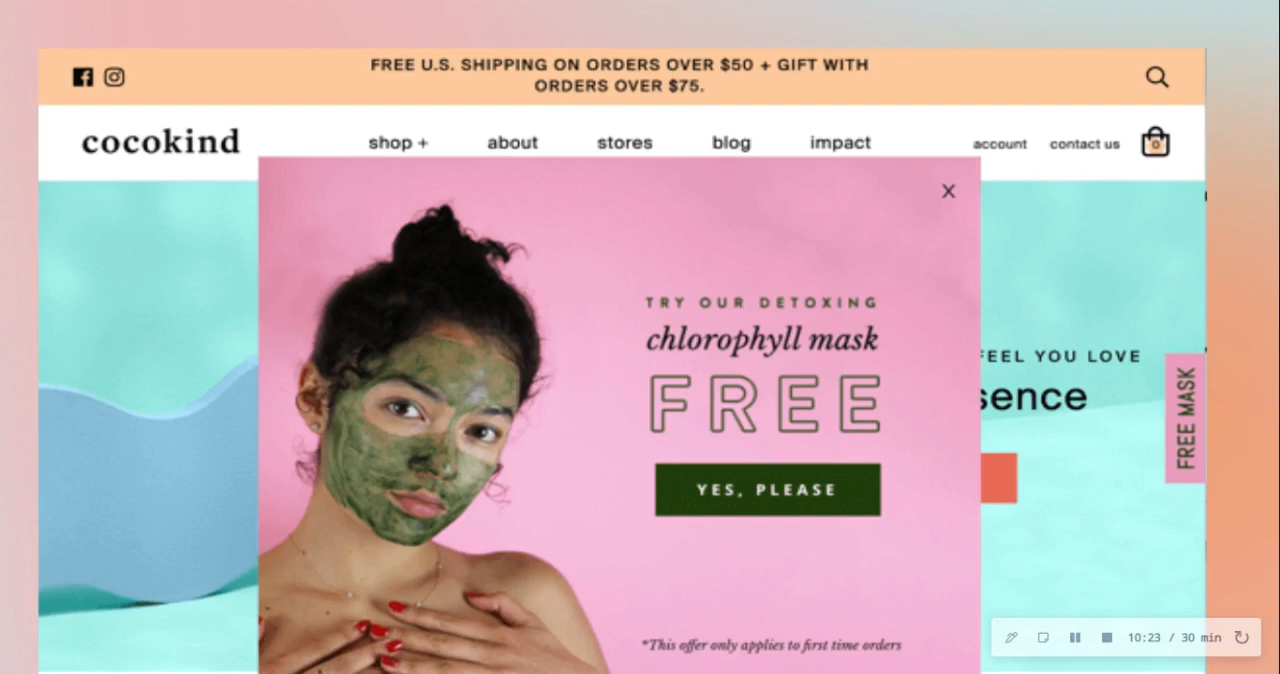 FREE U.S. SHIPPING ON ORDERS OVER $50 + GIFT WITH
ORDERS OVER $75.
cocokind
shop +
about
stores
blog
impact
account
contact us
0
X
TRY OUR DETOXING
chlorophyll mask
FREE
YES, PLEASE
*This offer only applies to first time orders
FEEL YOU LOVE
sence
FREE MASK
10:23 / 30 min